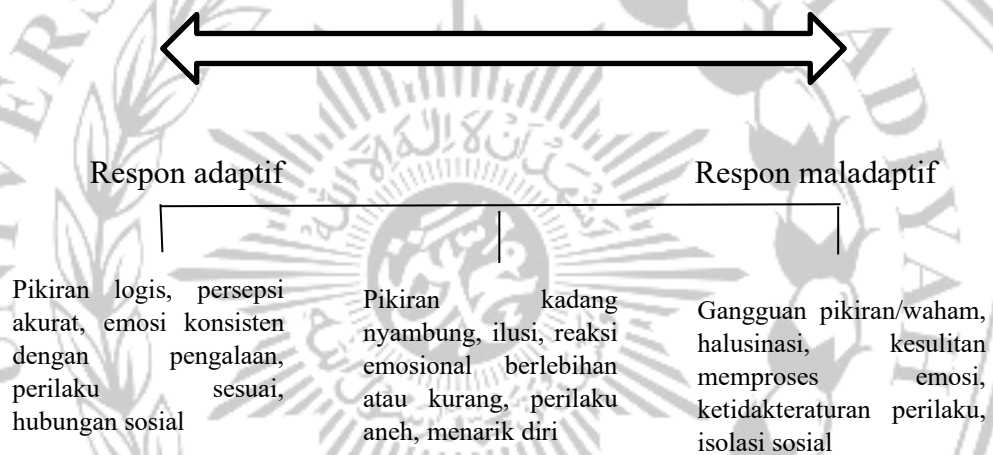 Respon adaptif
Respon maladaptif
Pikiran logis, persepsi
akurat, emosi konsisten
dengan pengalaan,
perilaku sesuai,
hubungan sosial
Pikiran kadang
nyambung, ilusi, reaksi
emosional berlebihan
atau kurang, perilaku
aneh, menarik diri
Gangguan pikiran/waham,
halusinasi, kesulitan
memproses emosi,
ketidakteraturan perilaku,
isolasi sosial